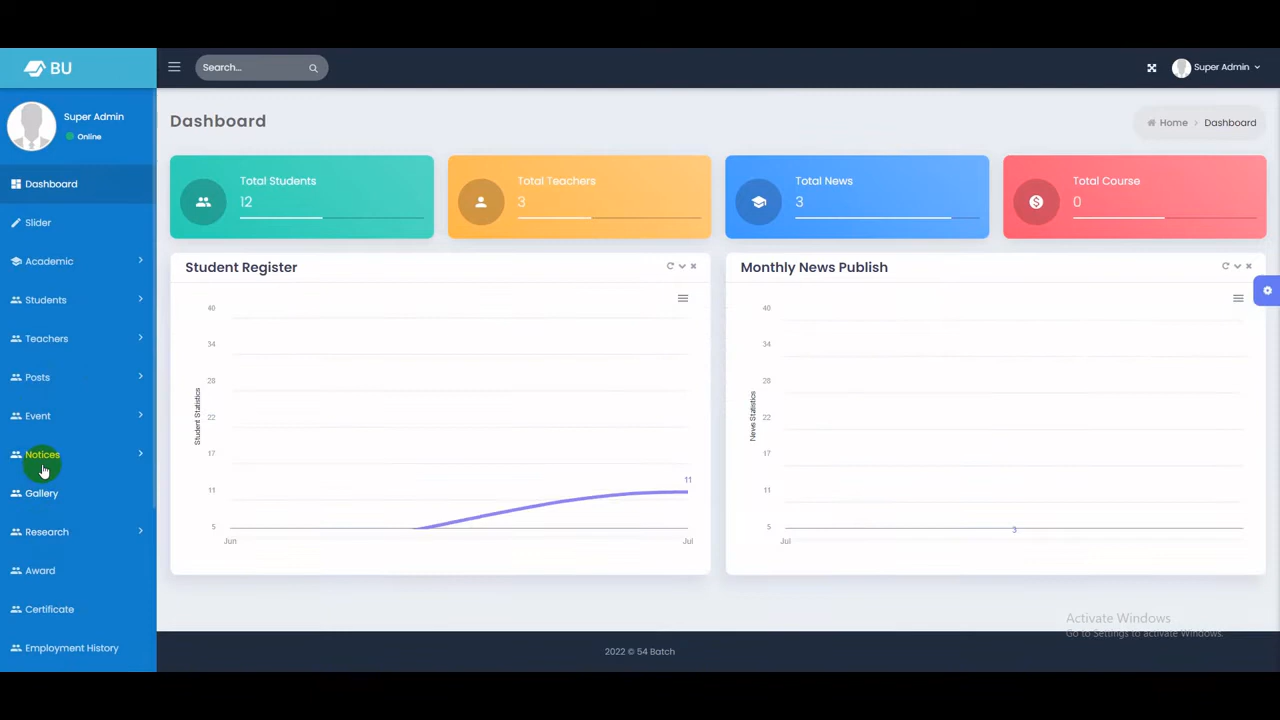 BU
Search...
Super Admin
Super Admin
Online
Dashboard
Slider
Academic
Students
Teachers
Posts
Event
Notices
Gallery
Research
Award
Certificate
Employment History
Dashboard
Home > Dashboard
Total Students
12
Total Teachers
3
Total News
3
Total Course
0
Student Register
40
34
28
22
17
11
5
Student Statistics
11
Jun
Jul
Monthly News Publish
40
34
28
22
17
11
5
News Statistics
3
Jul
Activate Windows
Go to Settings to activate Windows.
2022 © 54 Batch